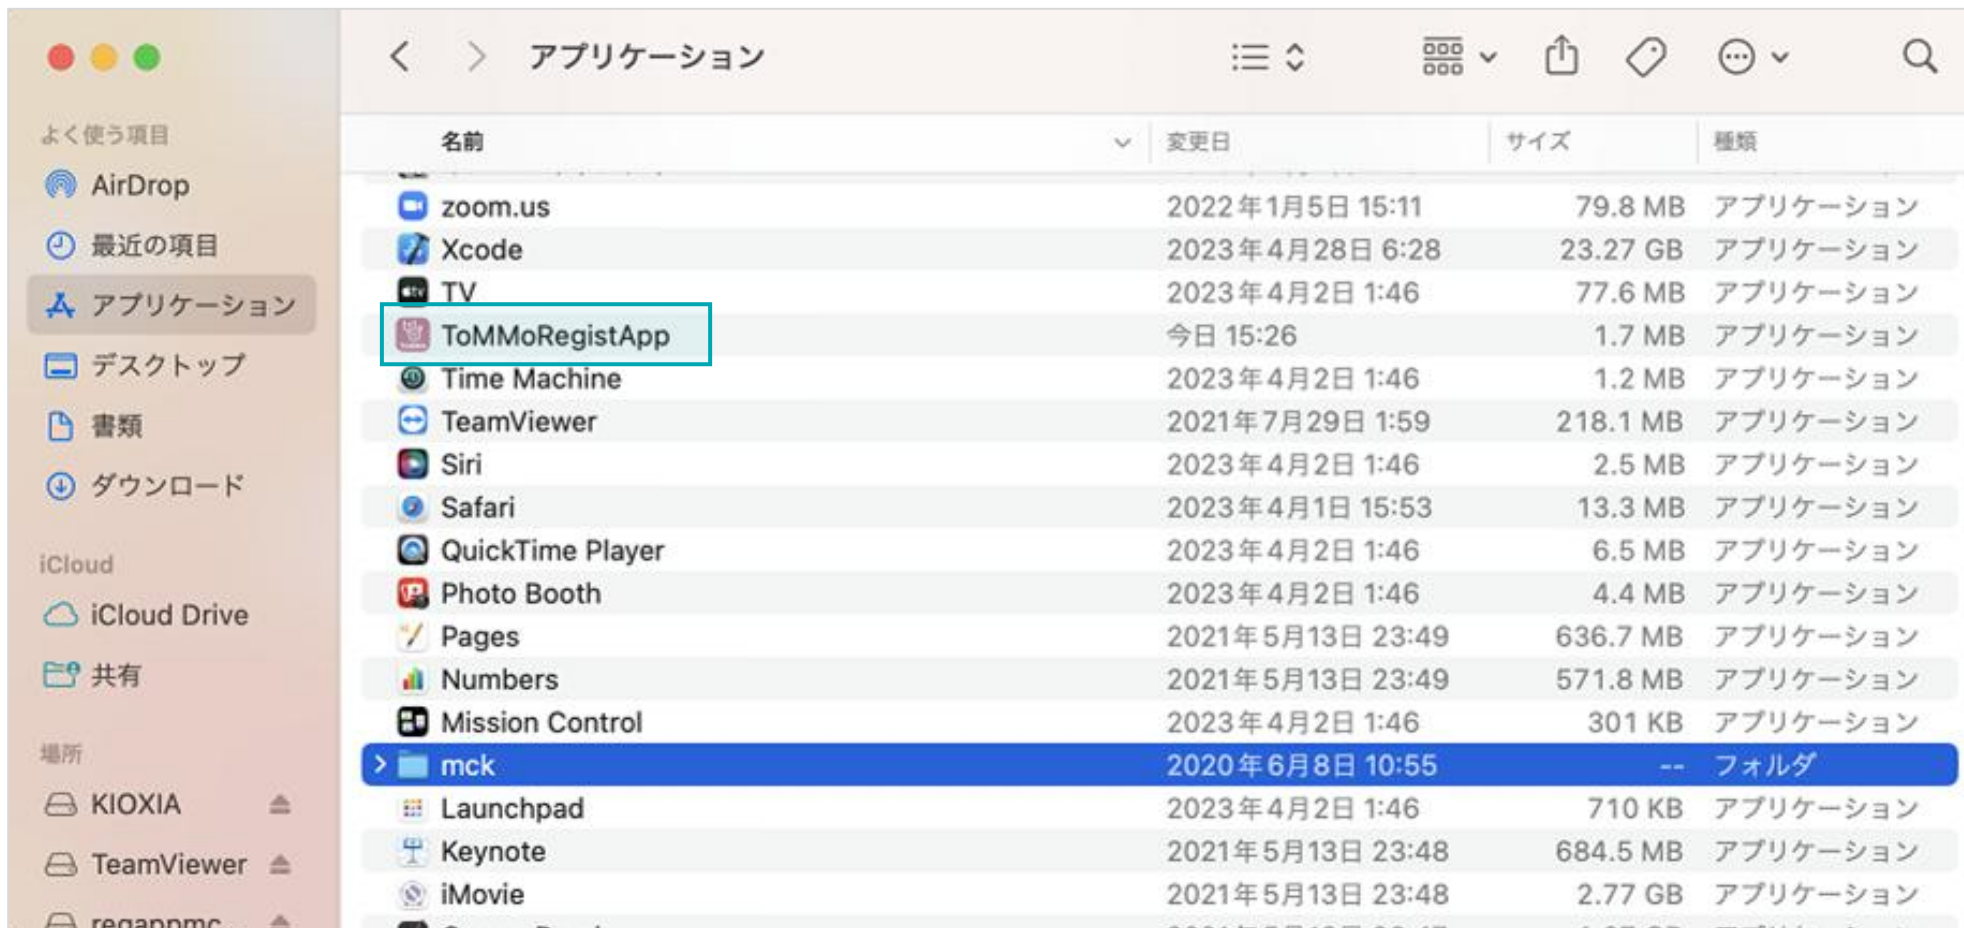 アプリケーション
よく使う項目
AirDrop
最近の項目
アプリケーション
デスクトップ
書類
ダウンロード
iCloud
iCloud Drive
共有
場所
KIOXIA
TeamViewer
regappmc...
名前 変更日 サイズ 種類
zoom.us 2022年1月5日 15:11 79.8 MB アプリケーション
Xcode 2023年4月28日 6:28 23.27 GB アプリケーション
TV 2023年4月2日 1:46 77.6 MB アプリケーション
ToMMoRegistApp 今日 15:26 1.7 MB アプリケーション
Time Machine 2023年4月2日 1:46 1.2 MB アプリケーション
TeamViewer 2021年7月29日 1:59 218.1 MB アプリケーション
Siri 2023年4月2日 1:46 2.5 MB アプリケーション
Safari 2023年4月1日 15:53 13.3 MB アプリケーション
QuickTime Player 2023年4月2日 1:46 6.5 MB アプリケーション
Photo Booth 2023年4月2日 1:46 4.4 MB アプリケーション
Pages 2021年5月13日 23:49 636.7 MB アプリケーション
Numbers 2021年5月13日 23:49 571.8 MB アプリケーション
Mission Control 2023年4月2日 1:46 301 KB アプリケーション
mck 2020年6月8日 10:55 -- フォルダ
Launchpad 2023年4月2日 1:46 710 KB アプリケーション
Keynote 2021年5月13日 23:48 684.5 MB アプリケーション
iMovie 2021年5月13日 23:48 2.77 GB アプリケーション